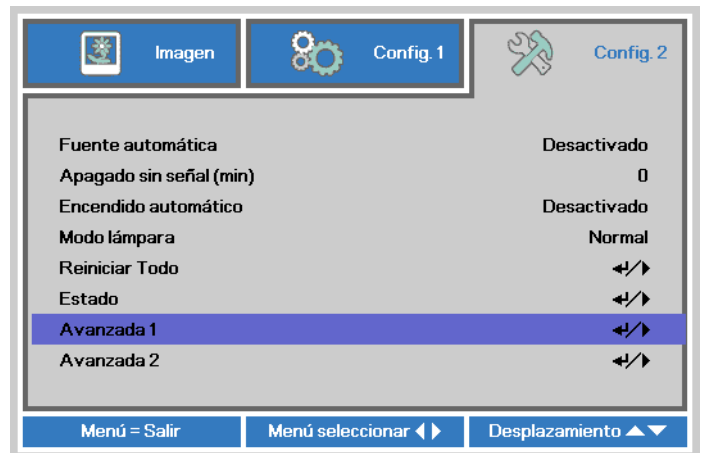 Imagen Config. 1 Config. 2
Fuente automática Desactivado
Apagado sin señal (min) 0
Encendido automático Desactivado
Modo lámpara Normal
Reiniciar Todo ↵/▶
Estado ↵/▶
Avanzada 1 ↵/▶
Avanzada 2 ↵/▶
Menú = Salir Menú seleccionar ◀▶ Desplazamiento ▲▼